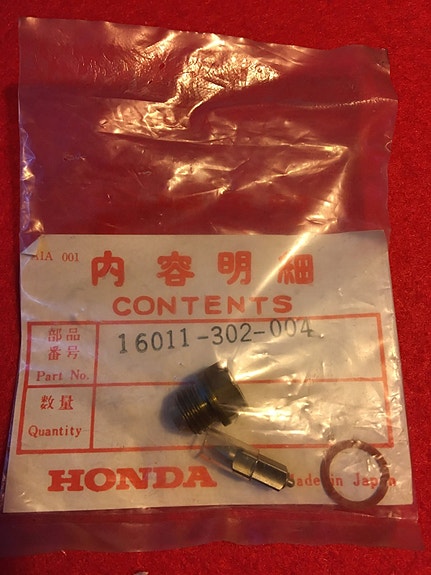 AIA 001
内容明細
CONTENTS
部品
番号
Part No.
16011-302-004
数量
Quantity
HONDA
Made in Japan